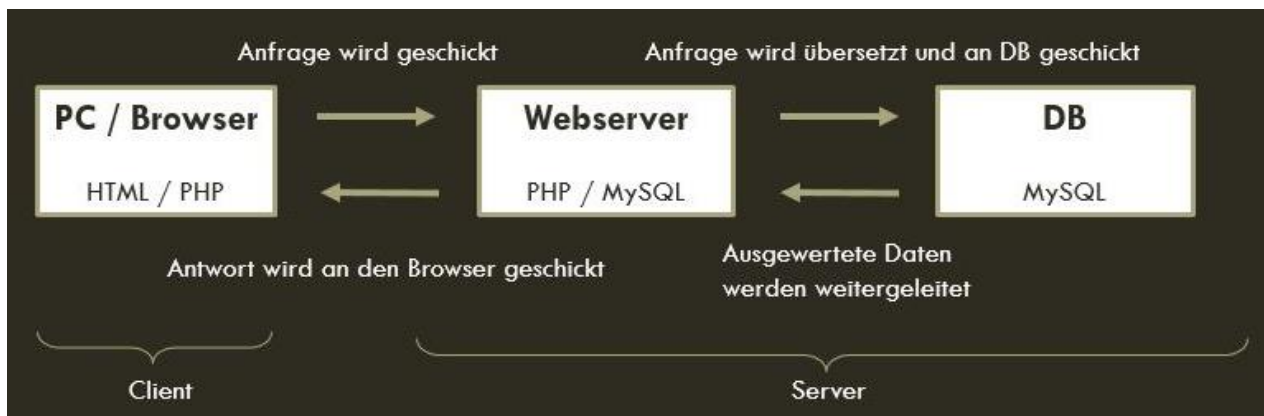 Anfrage wird geschickt
Anfrage wird übersetzt und an DB geschickt
PC / Browser
HTML / PHP
Webserver
PHP / MySQL
DB
MySQL
Antwort wird an den Browser geschickt
Ausgewertete Daten
werden weitergeleitet
Client
Server